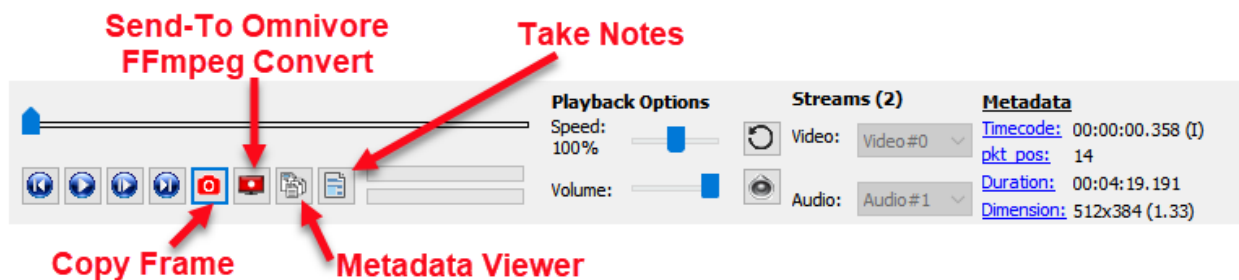 Send-To Omnivore
FFmpeg Convert
Take Notes
Playback Options
Speed:
100%
Volume:
Streams (2)
Video: Video#0
Audio: Audio#1
Metadata
Timecode: 00:00:00.358 (I)
pkt pos: 14
Duration: 00:04:19.191
Dimension: 512x384 (1.33)
Copy Frame
Metadata Viewer